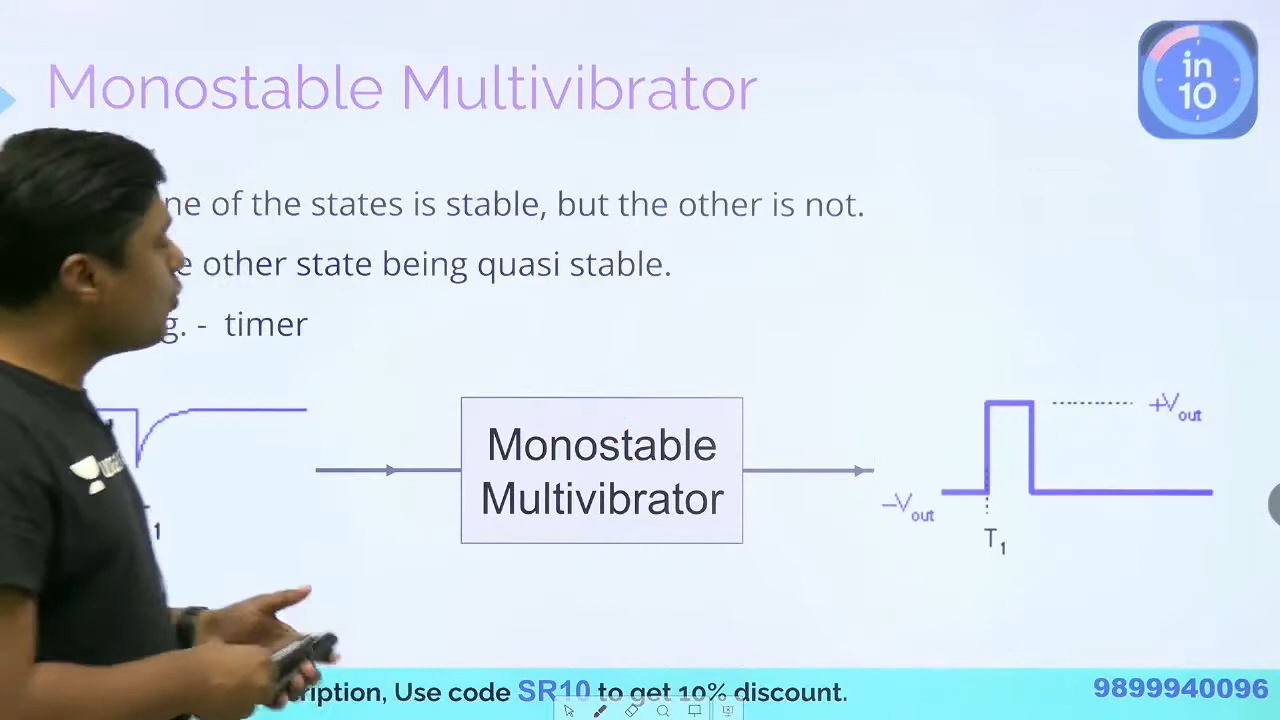 Monostable Multivibrator
in
10
ne of the states is stable, but the other is not.
e other state being quasi stable.
g. - timer
Monostable
Multivibrator
+Vout
-Vout
T1
1
ription, Use code SR10 to get 10% discount.
9899940096